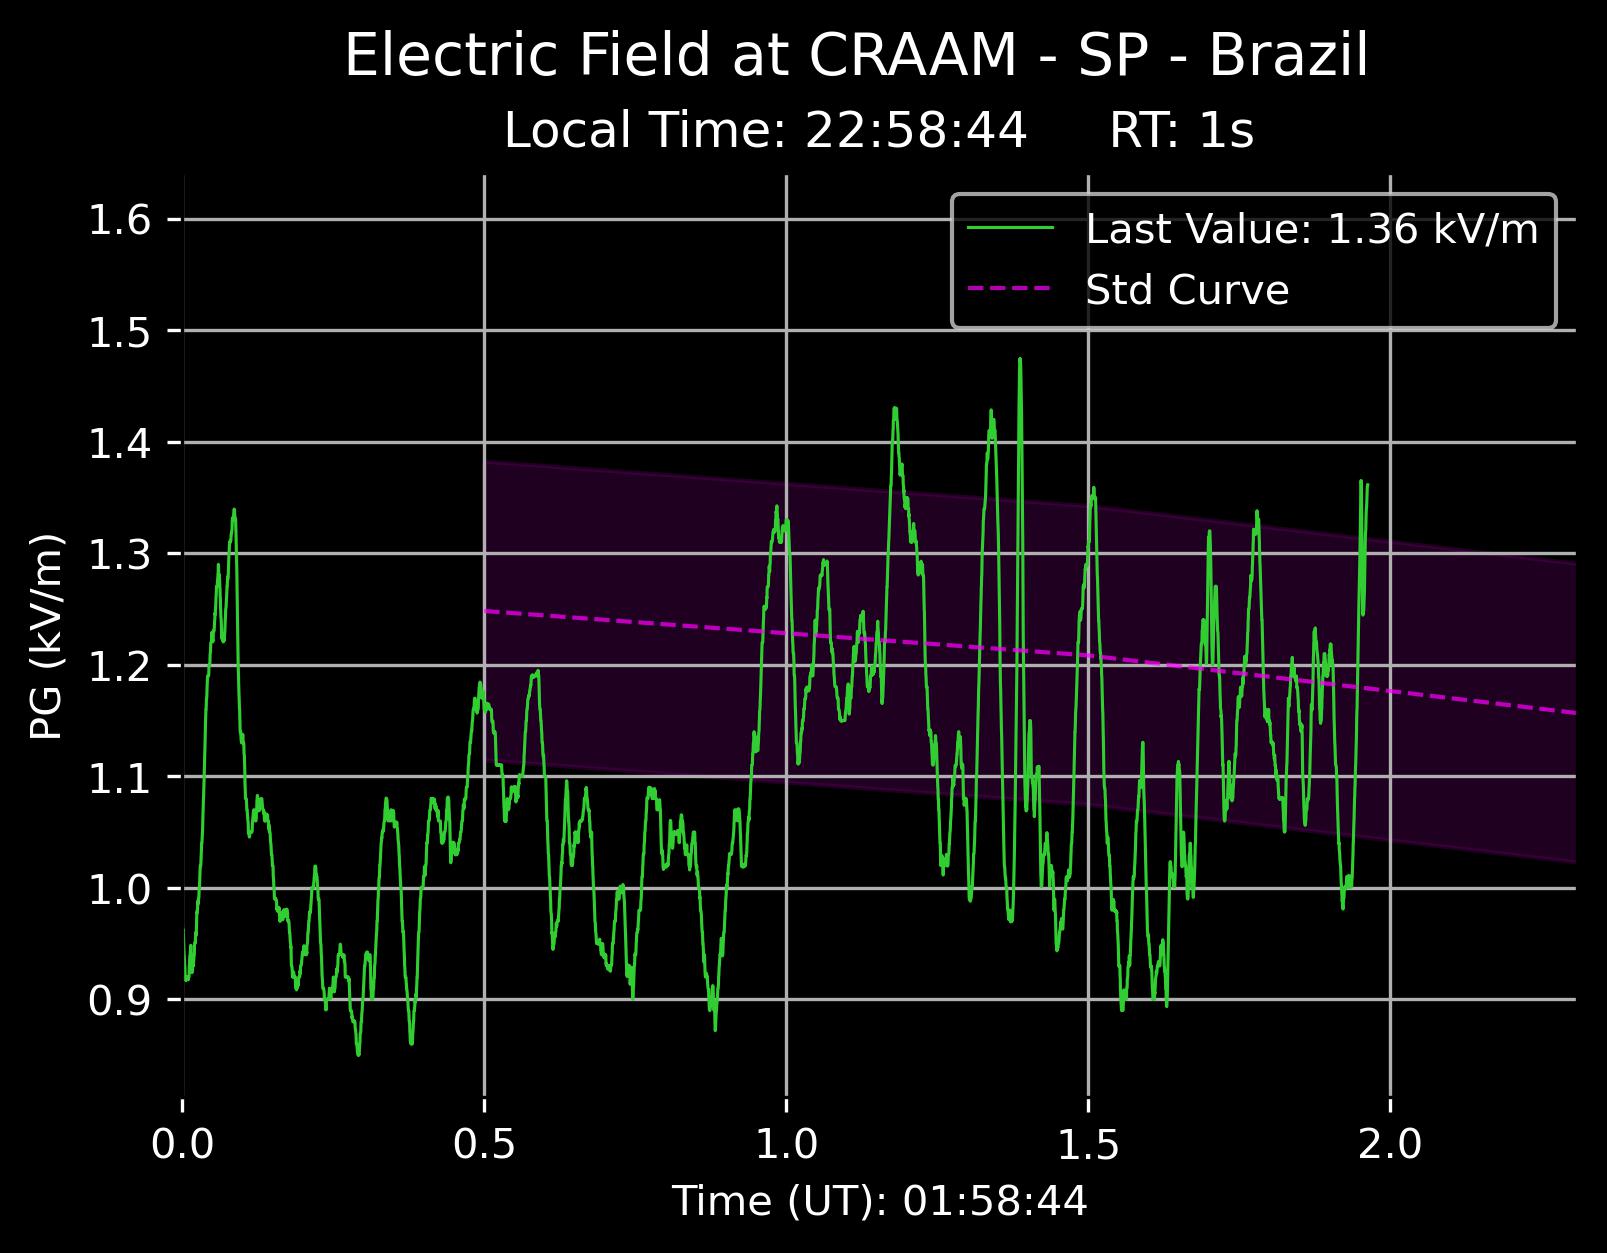 Electric Field at CRAAM - SP - Brazil
Local Time: 22:58:44 RT: 1s
Last Value: 1.36 kV/m
Std Curve
PG (kV/m)
1.6
1.5
1.4
1.3
1.2
1.1
1.0
0.9
0.0 0.5 1.0 1.5 2.0
Time (UT): 01:58:44